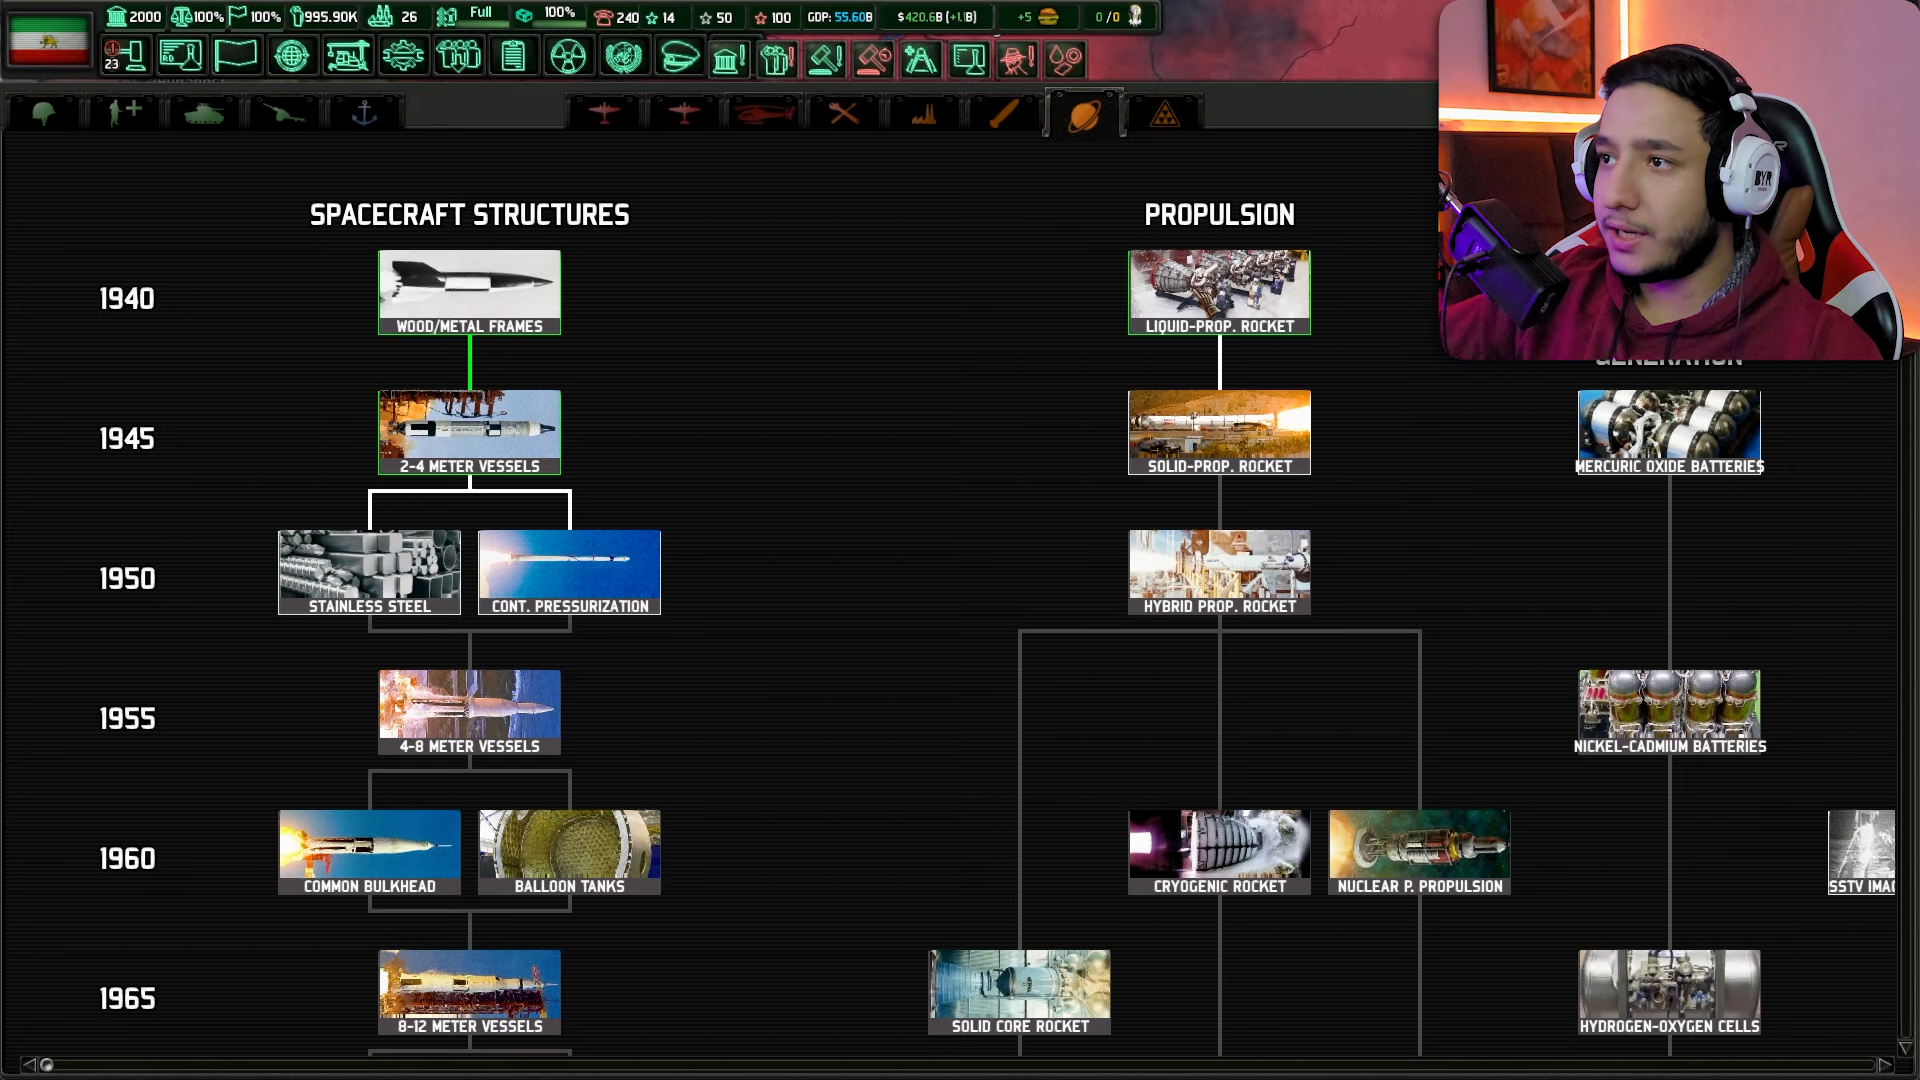 2000 100% 100% 995.90K 26 Full 100% 240 14 50 100 GDP: 55.60B $420.6B (+1.1B) +5 0/0
23
SPACECRAFT STRUCTURES
PROPULSION
GENERATION
1940
WOOD/METAL FRAMES
LIQUID-PROP. ROCKET
1945
2-4 METER VESSELS
SOLID-PROP. ROCKET
MERCURIC OXIDE BATTERIES
1950
STAINLESS STEEL
CONT. PRESSURIZATION
HYBRID PROP. ROCKET
1955
4-8 METER VESSELS
NICKEL-CADMIUM BATTERIES
1960
COMMON BULKHEAD
BALLOON TANKS
CRYOGENIC ROCKET
NUCLEAR P. PROPULSION
SSTV IMA
1965
8-12 METER VESSELS
SOLID CORE ROCKET
HYDROGEN-OXYGEN CELLS